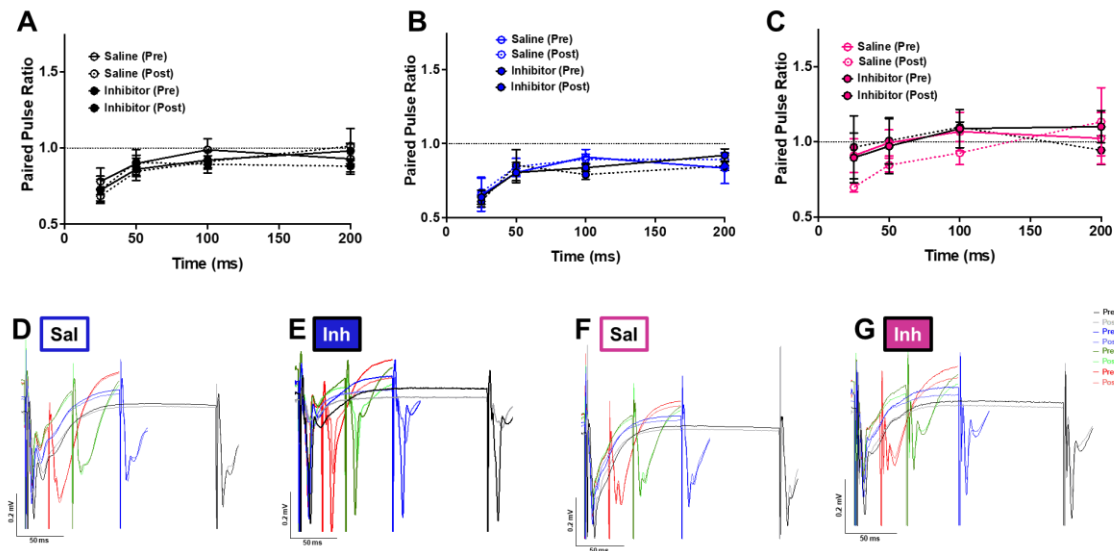 A
Saline (Pre)
Saline (Post)
Inhibitor (Pre)
Inhibitor (Post)
Paired Pulse Ratio
1.5
1.0
0.5
0
50
100
150
200
Time (ms)
B
Saline (Pre)
Saline (Post)
Inhibitor (Pre)
Inhibitor (Post)
Paired Pulse Ratio
1.5
1.0
0.5
0
50
100
150
200
Time (ms)
C
Saline (Pre)
Saline (Post)
Inhibitor (Pre)
Inhibitor (Post)
Paired Pulse Ratio
1.5
1.0
0.5
0
50
100
150
200
Time (ms)
D
Sal
0.2 mV
50 ms
E
Inh
0.2 mV
50 ms
F
Sal
0.2 mV
50 ms
G
Inh
0.2 mV
50 ms
Pre
Pos
Pre
Pos
Pre
Pos
Pre
Pos